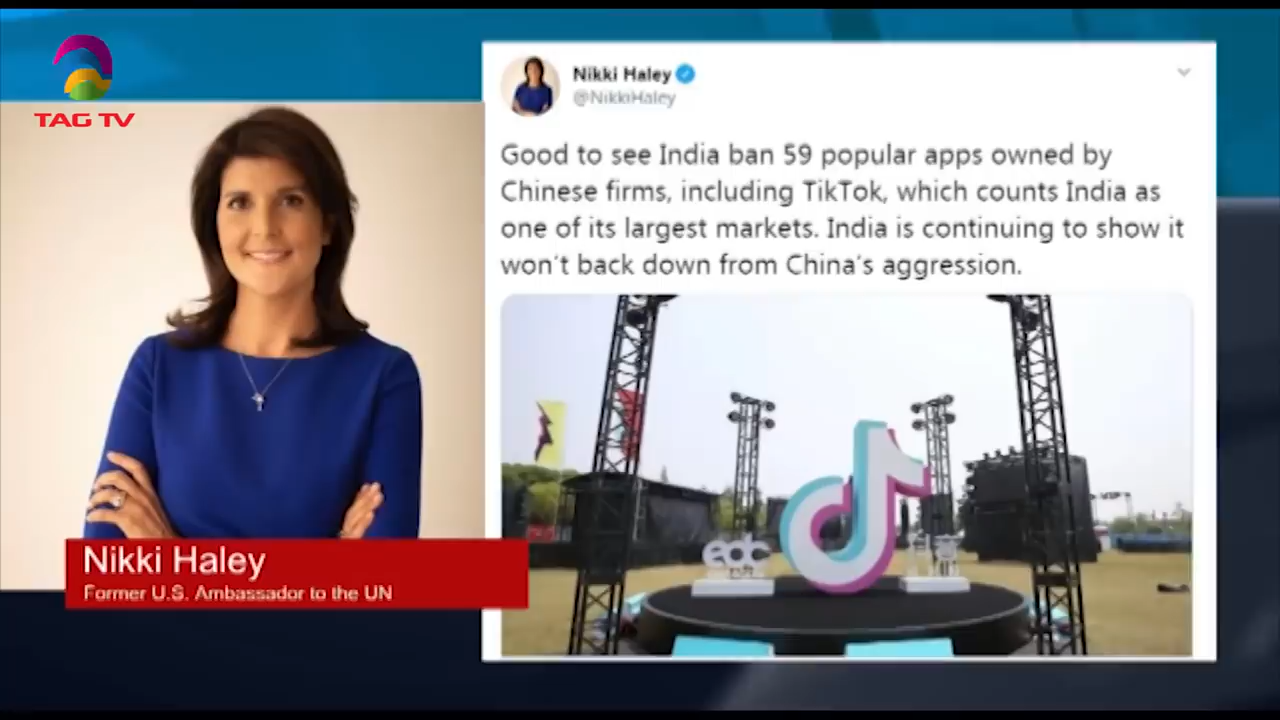 TAG TV
Nikki Haley
@NikkiHaley
Good to see India ban 59 popular apps owned by
Chinese firms, including TikTok, which counts India as
one of its largest markets. India is continuing to show it
won't back down from China's aggression.
edc
Nikki Haley
Former U.S. Ambassador to the UN